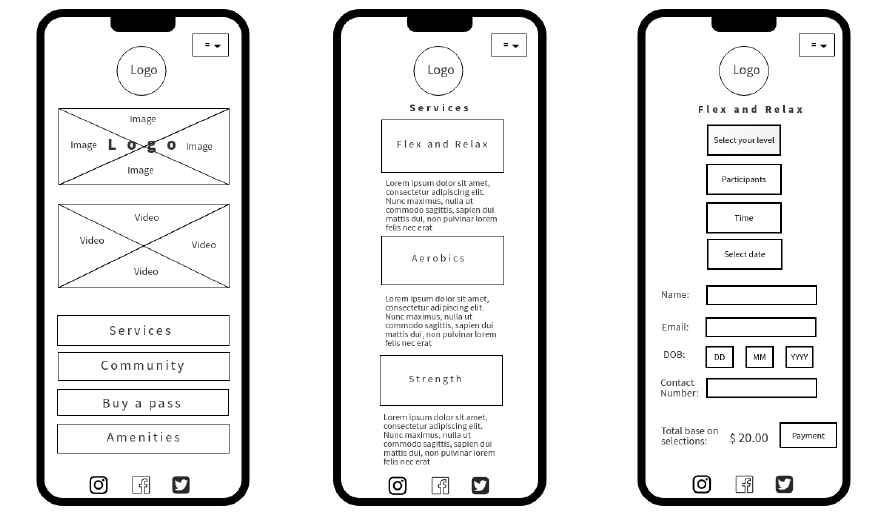 = 
Logo
Image
Image L o g o Image
Image
Video
Video Video
Video
Services
Community
Buy a pass
Amenities
=
Logo
Services
Flex and Relax
Lorem ipsum dolor sit amet,
consectetur adipiscing elit.
Nunc maximus, nulla ut
commodo sagittis, sapien dui
mattis dui, non pulvinar lorem
felis nec erat
Aerobics
Lorem ipsum dolor sit amet,
consectetur adipiscing elit.
Nunc maximus, nulla ut
commodo sagittis, sapien dui
mattis dui, non pulvinar lorem
felis nec erat
Strength
Lorem ipsum dolor sit amet,
consectetur adipiscing elit.
Nunc maximus, nulla ut
commodo sagittis, sapien dui
mattis dui, non pulvinar lorem
felis nec erat
=
Logo
Flex and Relax
Select your level
Participants
Time
Select date
Name:
Email:
DOB: DD MM YYYY
Contact
Number:
Total base on
selections: $ 20.00 Payment